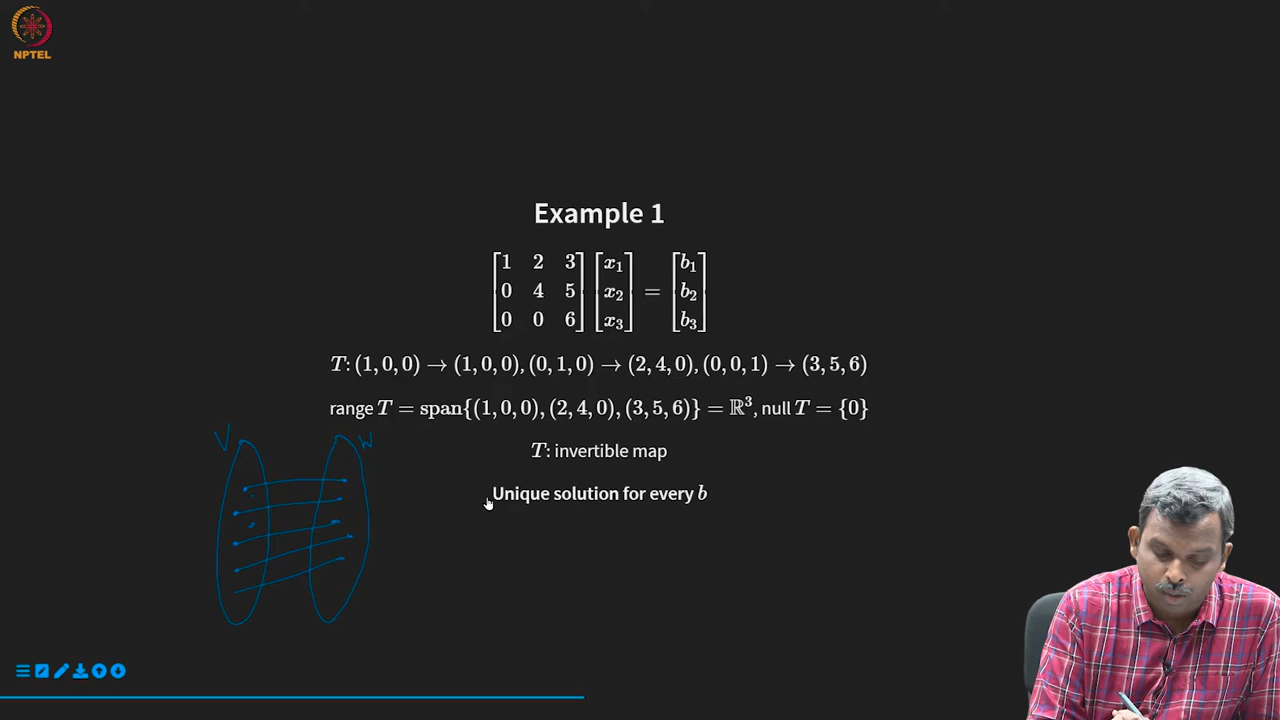 NPTEL
Example 1
[1 2 3; 0 4 5; 0 0 6] [x₁; x₂; x₃] = [b₁; b₂; b₃]
T: (1, 0, 0) → (1, 0, 0), (0, 1, 0) → (2, 4, 0), (0, 0, 1) → (3, 5, 6)
range T = span{(1, 0, 0), (2, 4, 0), (3, 5, 6)} = ℝ³, null T = {0}
V W
T: invertible map
Unique solution for every b